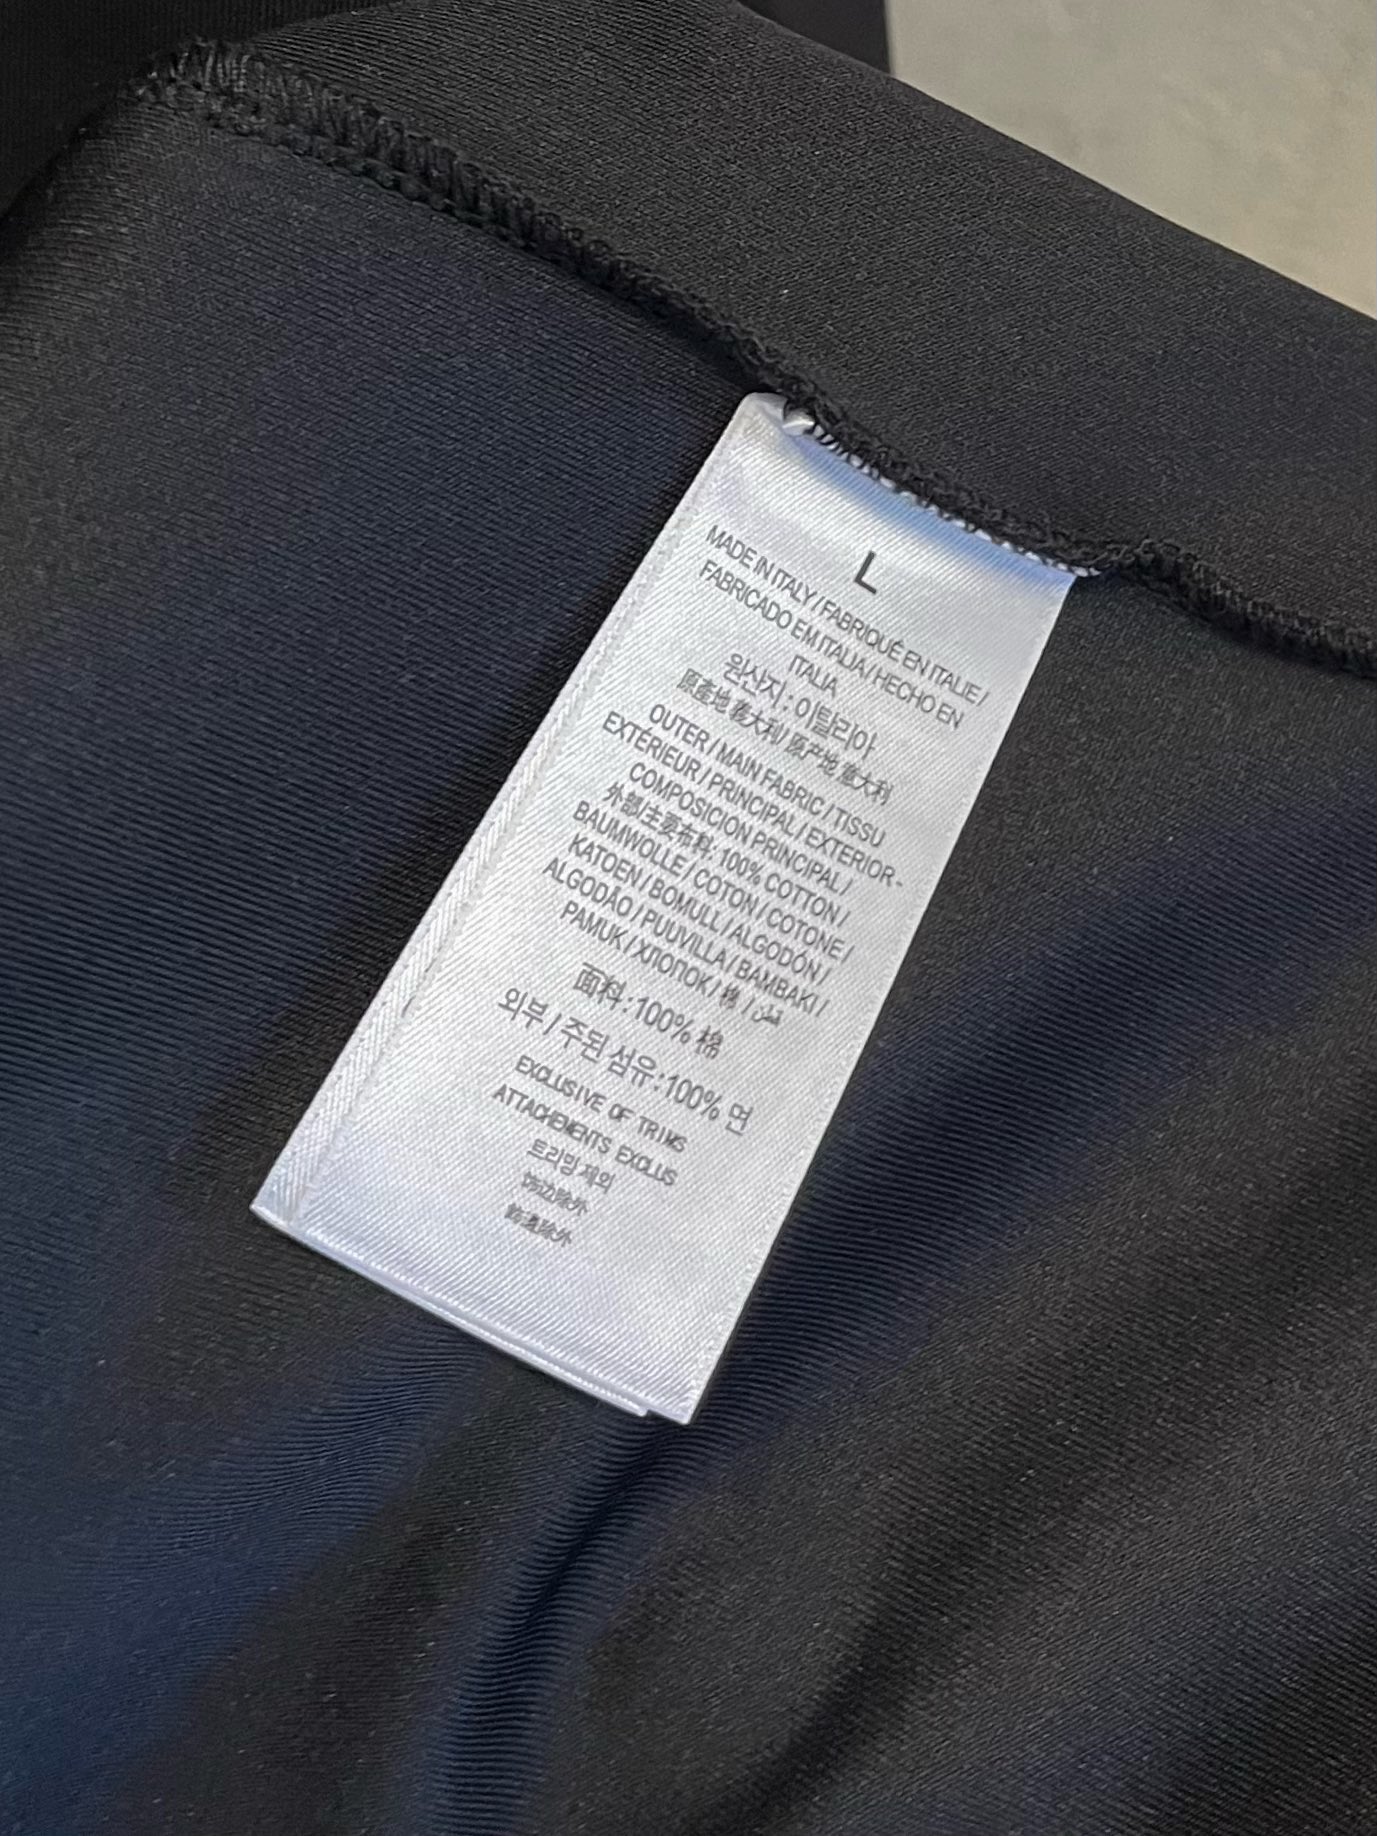 L
MADE IN ITALY / FABRIQUÉ EN ITALIE /
FABRICADO EM ITALIA / HECHO EN
ITALIA
원산지 : 이탈리아
原產地 意大利/ 原产地 意大利
OUTER / MAIN FABRIC / TISSU
EXTÉRIEUR / PRINCIPAL / EXTERIOR -
COMPOSICION PRINCIPAL /
外部/主要布料: 100% COTTON /
BAUMWOLLE / COTON / COTONE /
KATOEN / BOMULL / ALGODÓN /
ALGODÃO / PUUVILLA / BAMBAKI /
PAMUK / ХЛОПОК / 棉 / قطن
面料 : 100% 棉
외부 / 주된 섬유 : 100% 면
EXCLUSIVE OF TRIMS
ATTACHEMENTS EXCLUS
트리밍 제외
饰边除外
飾邊除外